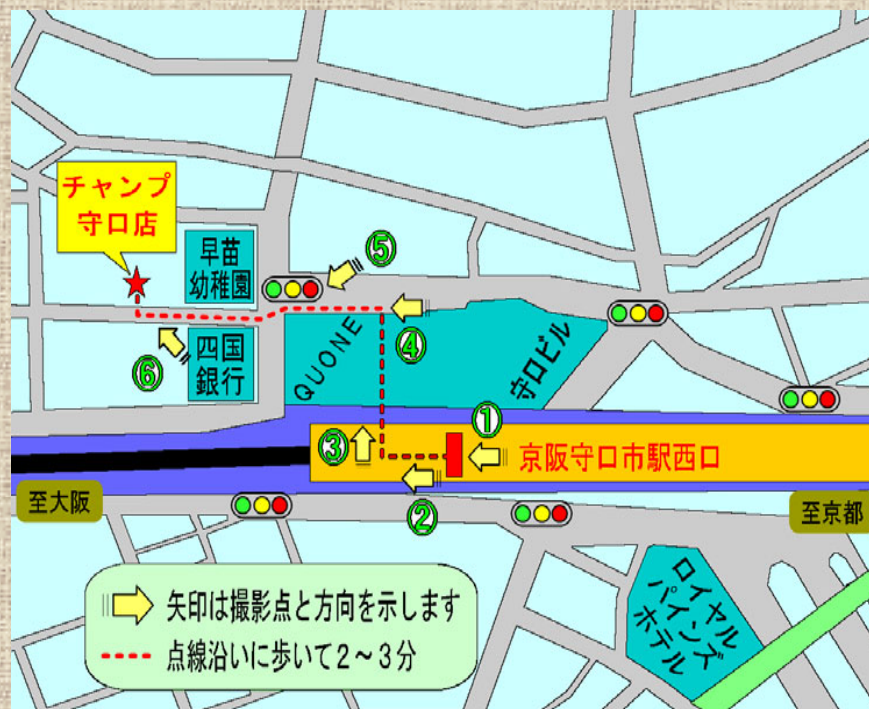 チャンプ
守口店
早苗
幼稚園
⑤
四国
銀行
⑥
QUONE
④
守口ビル
①
③
②
京阪守口市駅西口
至大阪
至京都
ロイヤル
パインズ
ホテル
矢印は撮影点と方向を示します
点線沿いに歩いて2～3分